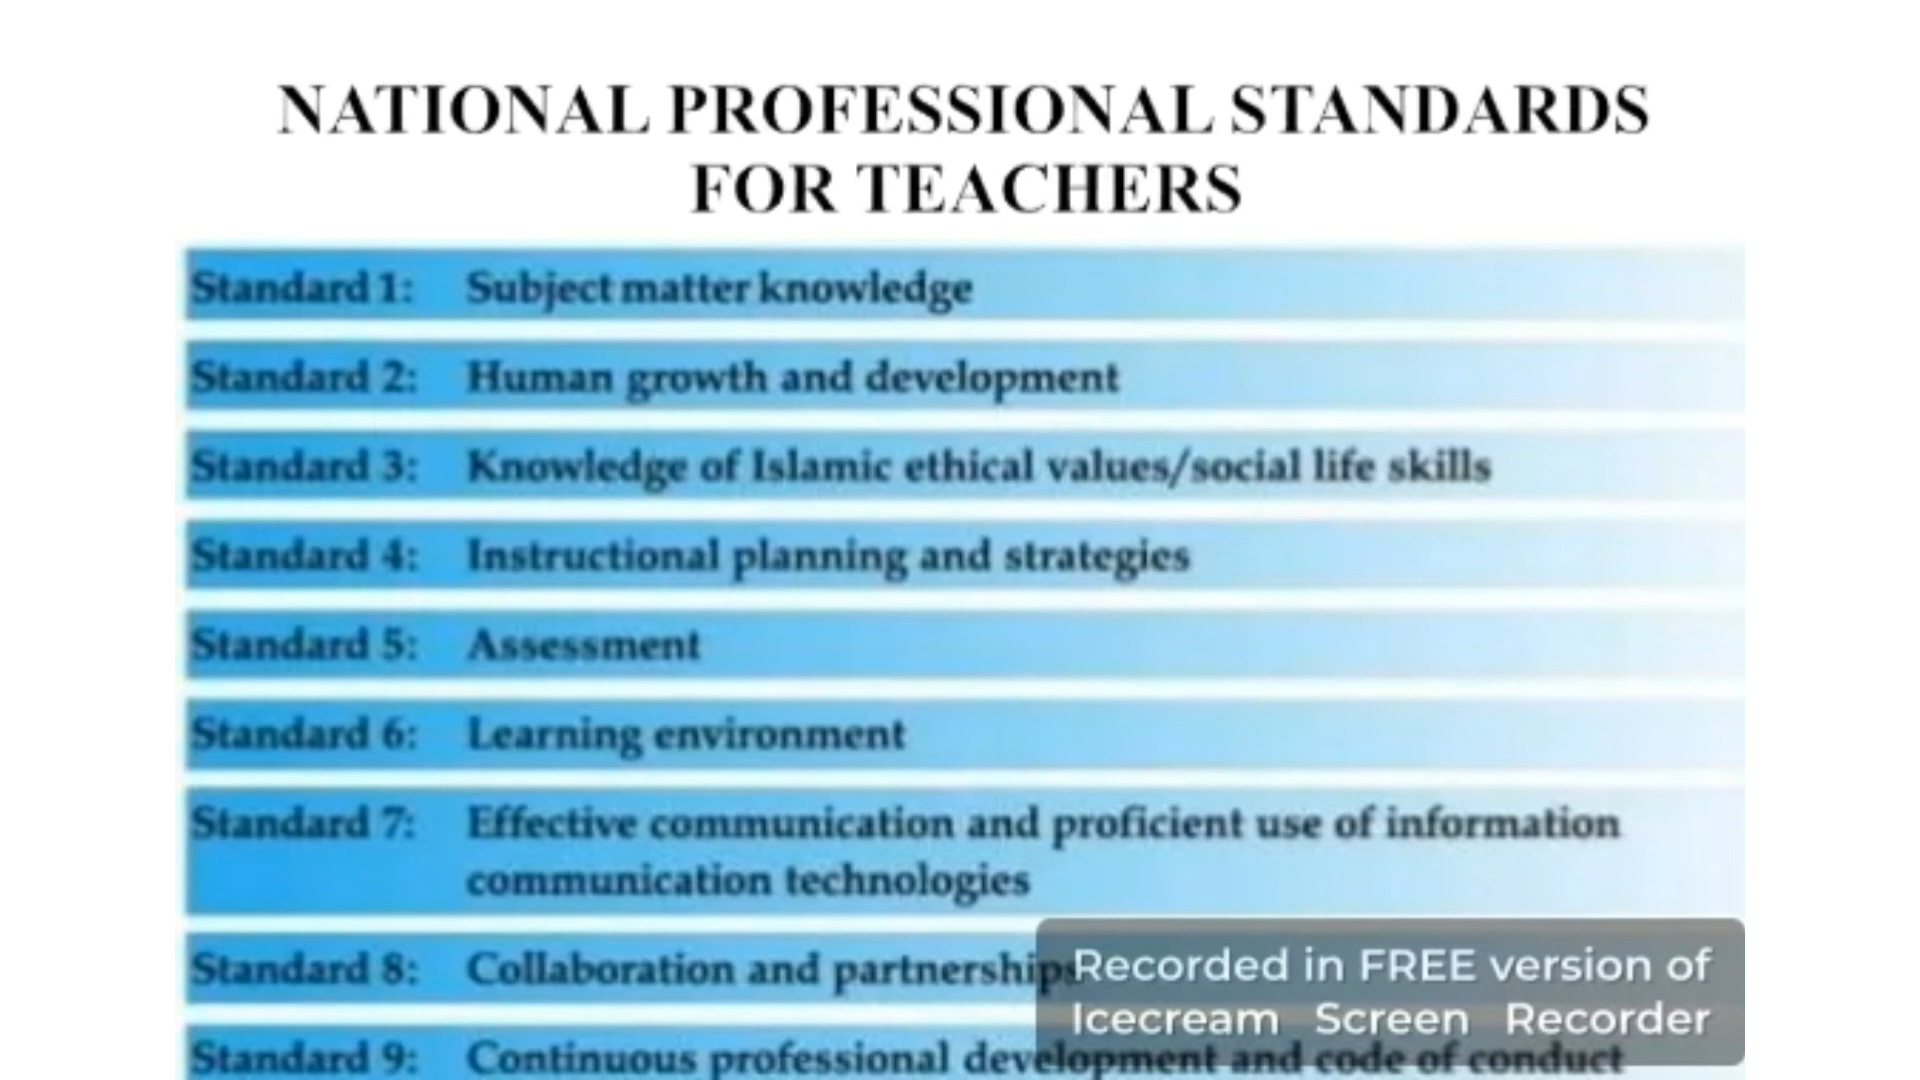 NATIONAL PROFESSIONAL STANDARDS
FOR TEACHERS
Standard 1: Subject matter knowledge
Standard 2: Human growth and development
Standard 3: Knowledge of Islamic ethical values/social life skills
Standard 4: Instructional planning and strategies
Standard 5: Assessment
Standard 6: Learning environment
Standard 7: Effective communication and proficient use of information
communication technologies
Standard 8: Collaboration and partnerships
Standard 9: Continuous professional development and code of conduct
Recorded in FREE version of
Icecream Screen Recorder